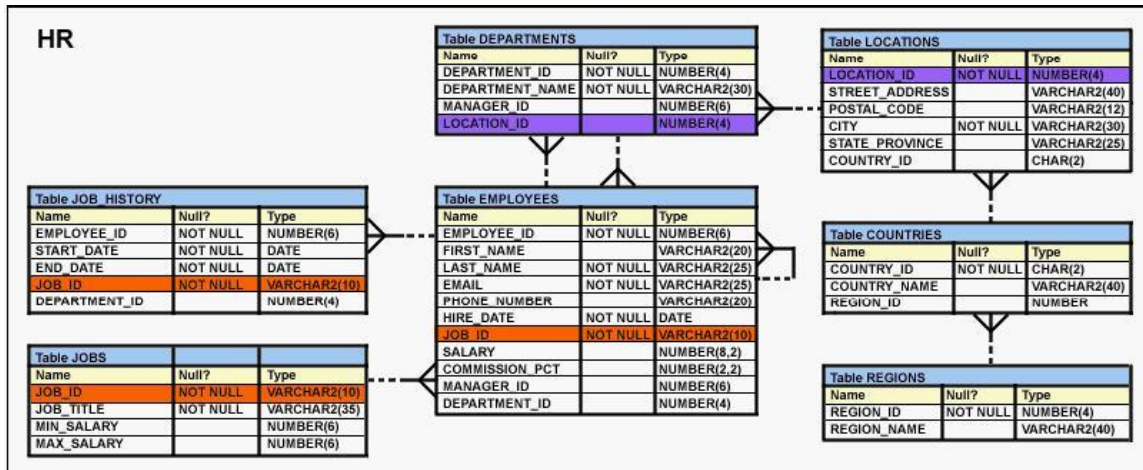 HR
Table DEPARTMENTS
Name Null? Type
DEPARTMENT_ID NOT NULL NUMBER(4)
DEPARTMENT_NAME NOT NULL VARCHAR2(30)
MANAGER_ID NUMBER(6)
LOCATION_ID NUMBER(4)
Table LOCATIONS
Name Null? Type
LOCATION_ID NOT NULL NUMBER(4)
STREET_ADDRESS VARCHAR2(40)
POSTAL_CODE VARCHAR2(12)
CITY NOT NULL VARCHAR2(30)
STATE_PROVINCE VARCHAR2(25)
COUNTRY_ID CHAR(2)
Table JOB_HISTORY
Name Null? Type
EMPLOYEE_ID NOT NULL NUMBER(6)
START_DATE NOT NULL DATE
END_DATE NOT NULL DATE
JOB_ID NOT NULL VARCHAR2(10)
DEPARTMENT_ID NUMBER(4)
Table EMPLOYEES
Name Null? Type
EMPLOYEE_ID NOT NULL NUMBER(6)
FIRST_NAME VARCHAR2(20)
LAST_NAME NOT NULL VARCHAR2(25)
EMAIL NOT NULL VARCHAR2(25)
PHONE_NUMBER VARCHAR2(20)
HIRE_DATE NOT NULL DATE
JOB_ID NOT NULL VARCHAR2(10)
SALARY NUMBER(8,2)
COMMISSION_PCT NUMBER(2,2)
MANAGER_ID NUMBER(6)
DEPARTMENT_ID NUMBER(4)
Table COUNTRIES
Name Null? Type
COUNTRY_ID NOT NULL CHAR(2)
COUNTRY_NAME VARCHAR2(40)
REGION_ID NUMBER
Table JOBS
Name Null? Type
JOB_ID NOT NULL VARCHAR2(10)
JOB_TITLE NOT NULL VARCHAR2(35)
MIN_SALARY NUMBER(6)
MAX_SALARY NUMBER(6)
Table REGIONS
Name Null? Type
REGION_ID NOT NULL NUMBER(4)
REGION_NAME VARCHAR2(40)